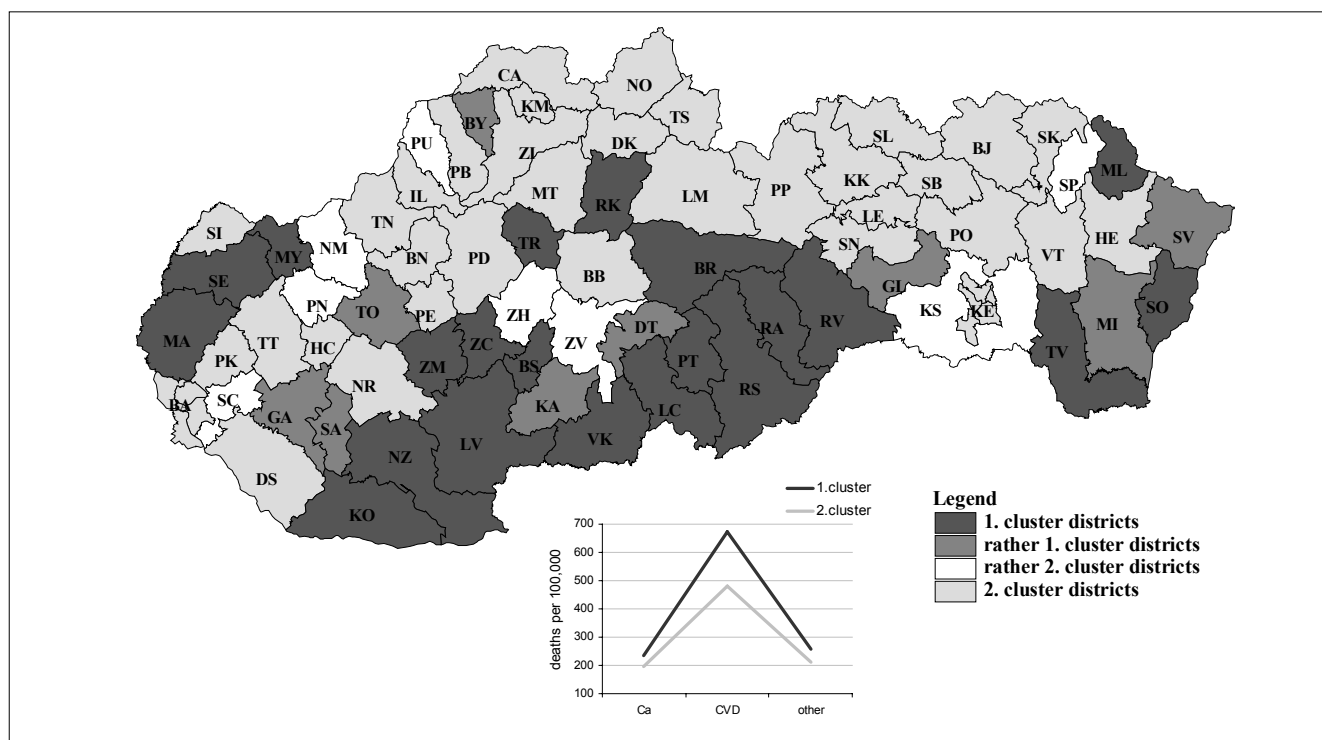 CA
NO
KM
TS
BY
PU
DK
SL
BJ
SK
ZI
PB
ML
IL
MT
RK
LM
PP
KK
SB
SP
TN
LE
PO
HE
SV
SI
NM
MY
BN
PD
TR
SN
VT
SE
BB
BR
GL
PN
TO
PE
ZH
KS
KE
SO
MA
TT
HC
ZV
DT
RA
RV
MI
PK
ZM
ZC
BS
PT
TV
BA
SC
NR
RS
GA
SA
KA
LC
LV
VK
NZ
DS
KO
1.cluster
2.cluster
deaths per 100,000
700
600
500
400
300
200
100
Ca
CVD
other
Legend
1. cluster districts
rather 1. cluster districts
rather 2. cluster districts
2. cluster districts